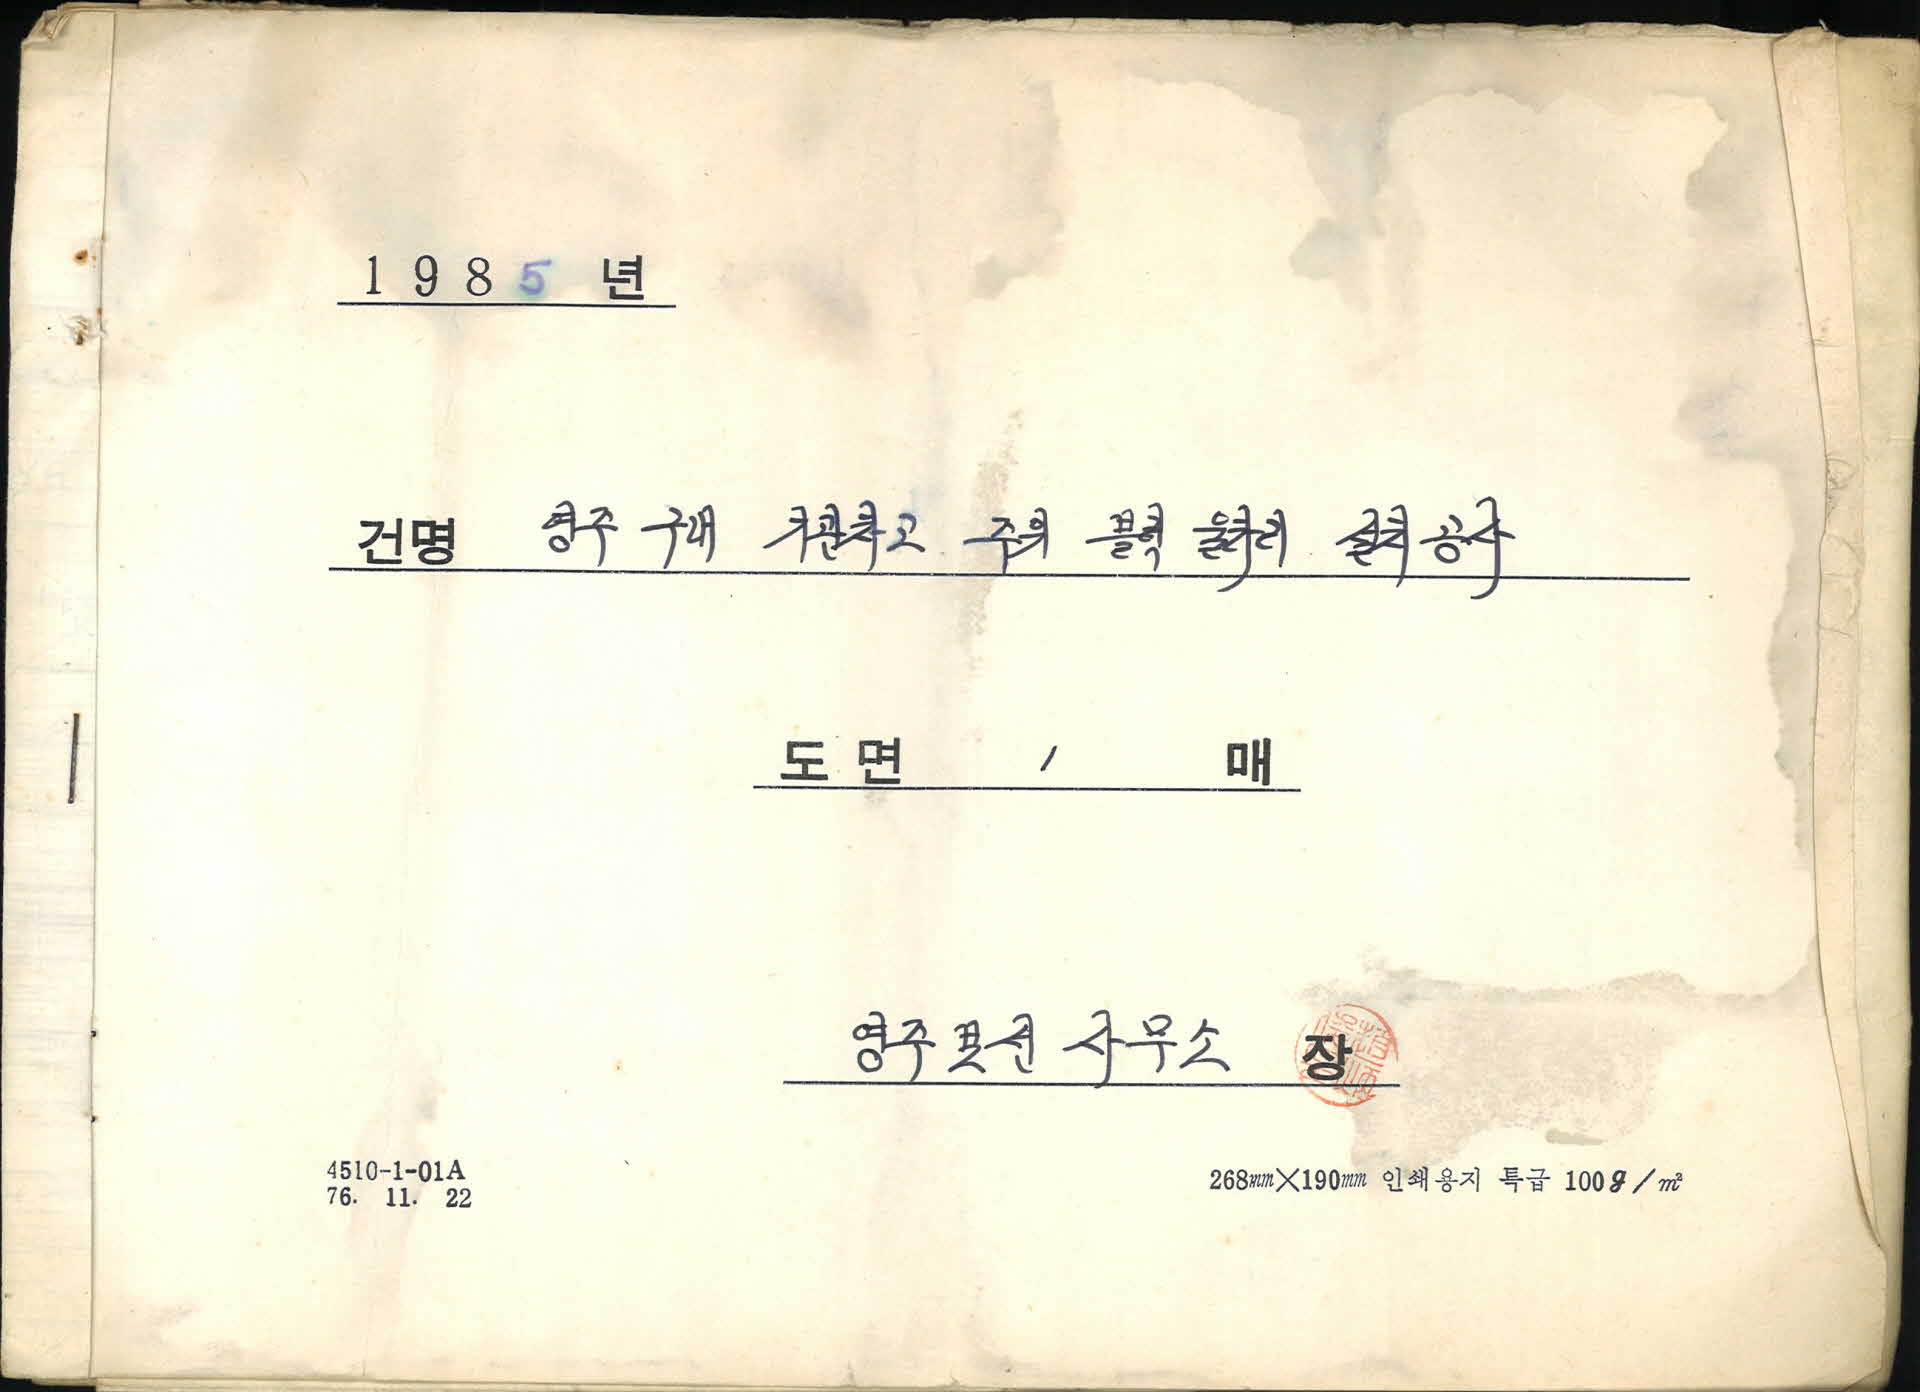 1985 년
건명 영주 구내 기관차고 주위 블럭 울타리 설치공사
도면 1 매
영주보선 사무소 장
4510-1-01A
76. 11. 22
268mm×190mm 인쇄용지 특급 100g/m²